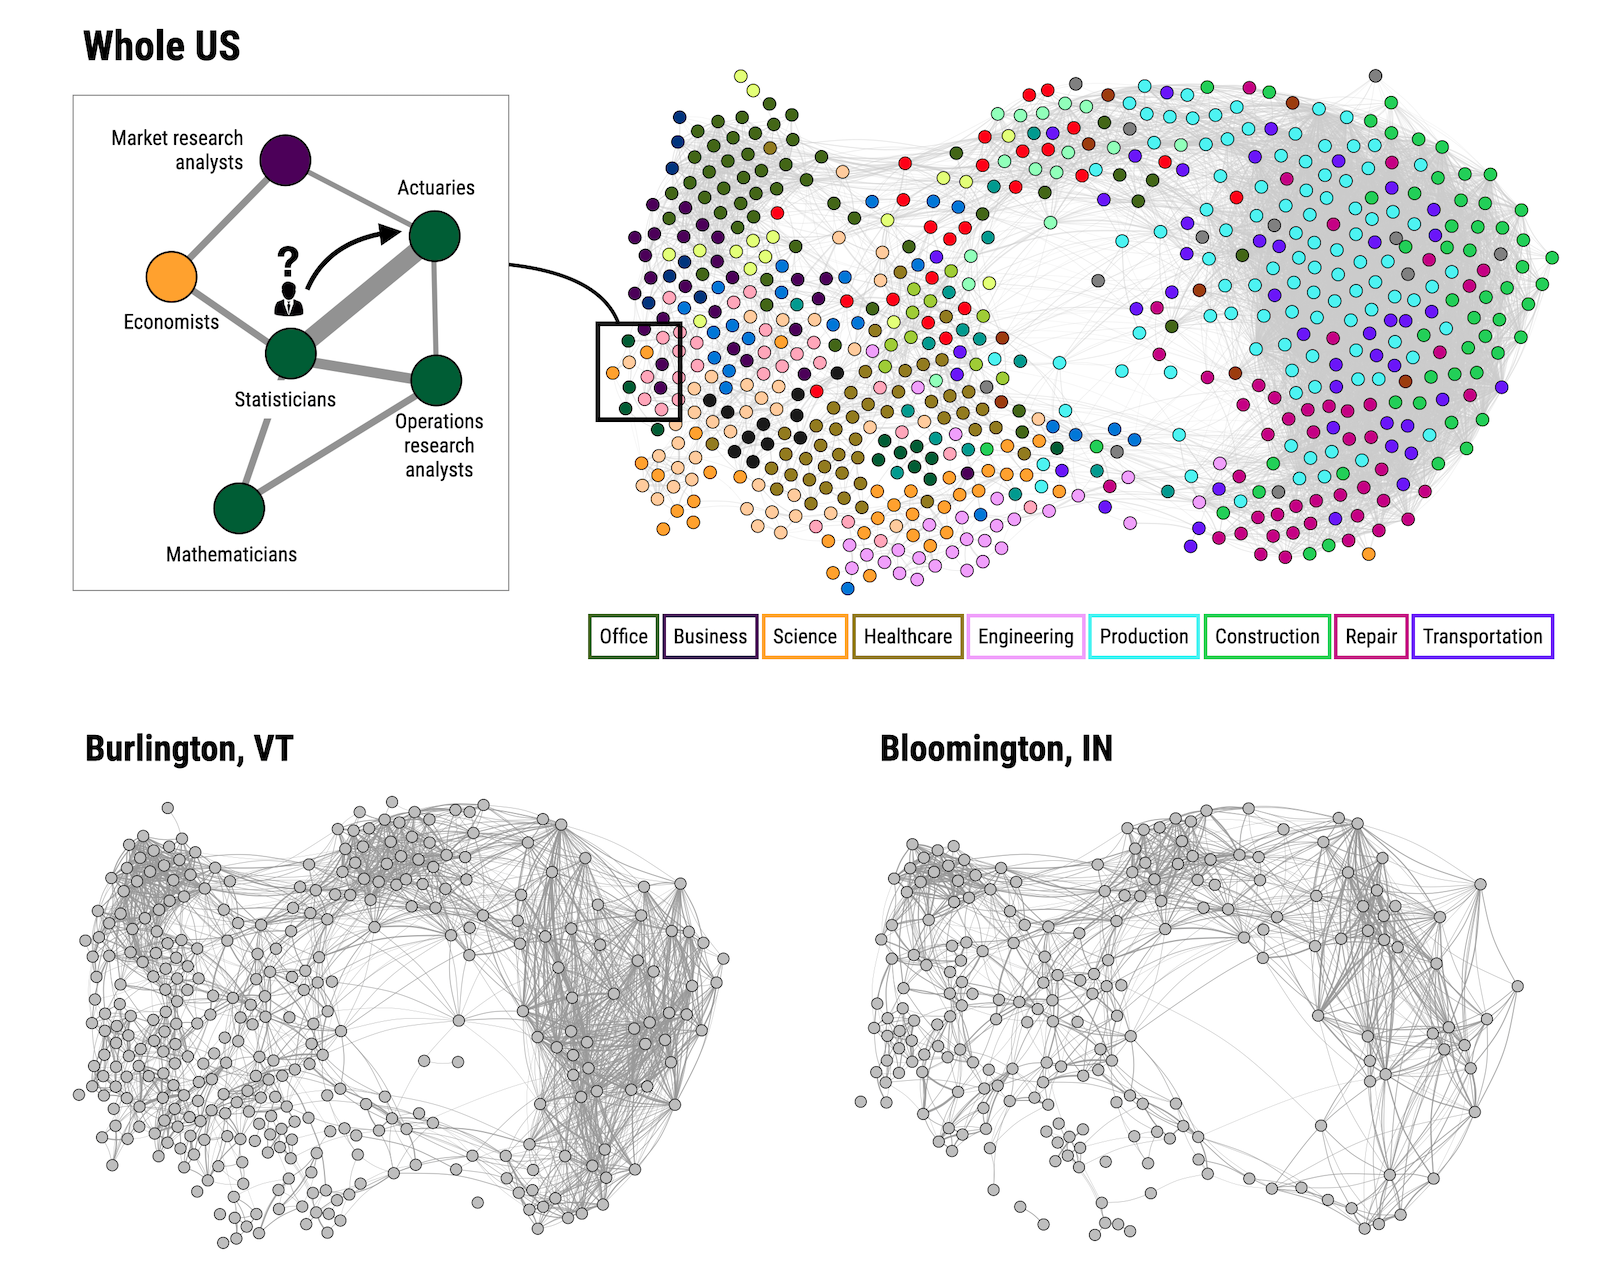 Whole US
Market research
analysts
Actuaries
?
Economists
Statisticians
Operations
research
analysts
Mathematicians
Office
Business
Science
Healthcare
Engineering
Production
Construction
Repair
Transportation
Burlington, VT
Bloomington, IN